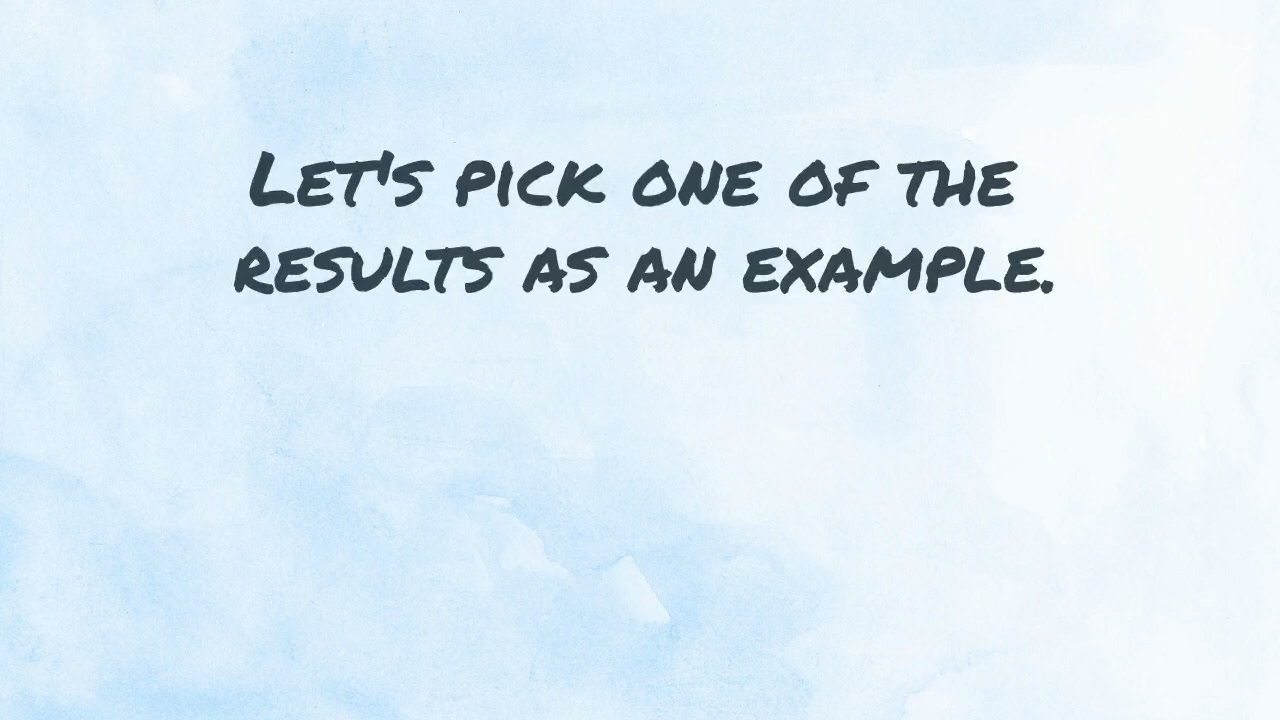 Let's pick one of the
results as an example.